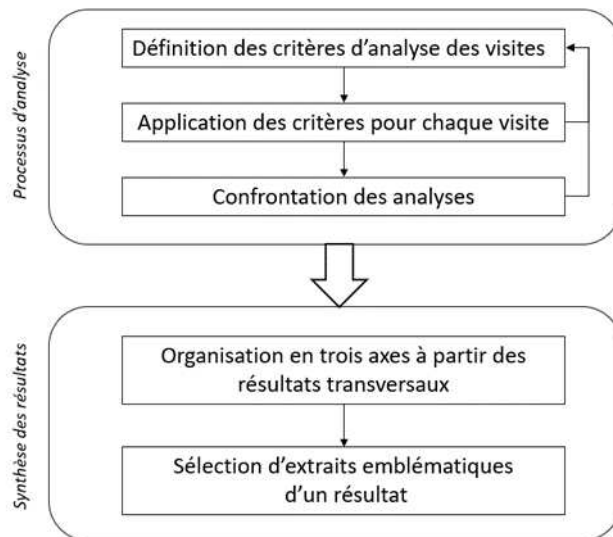 Processus d'analyse
Définition des critères d'analyse des visites
Application des critères pour chaque visite
Confrontation des analyses
Synthèse des résultats
Organisation en trois axes à partir des
résultats transversaux
Sélection d'extraits emblématiques
d'un résultat